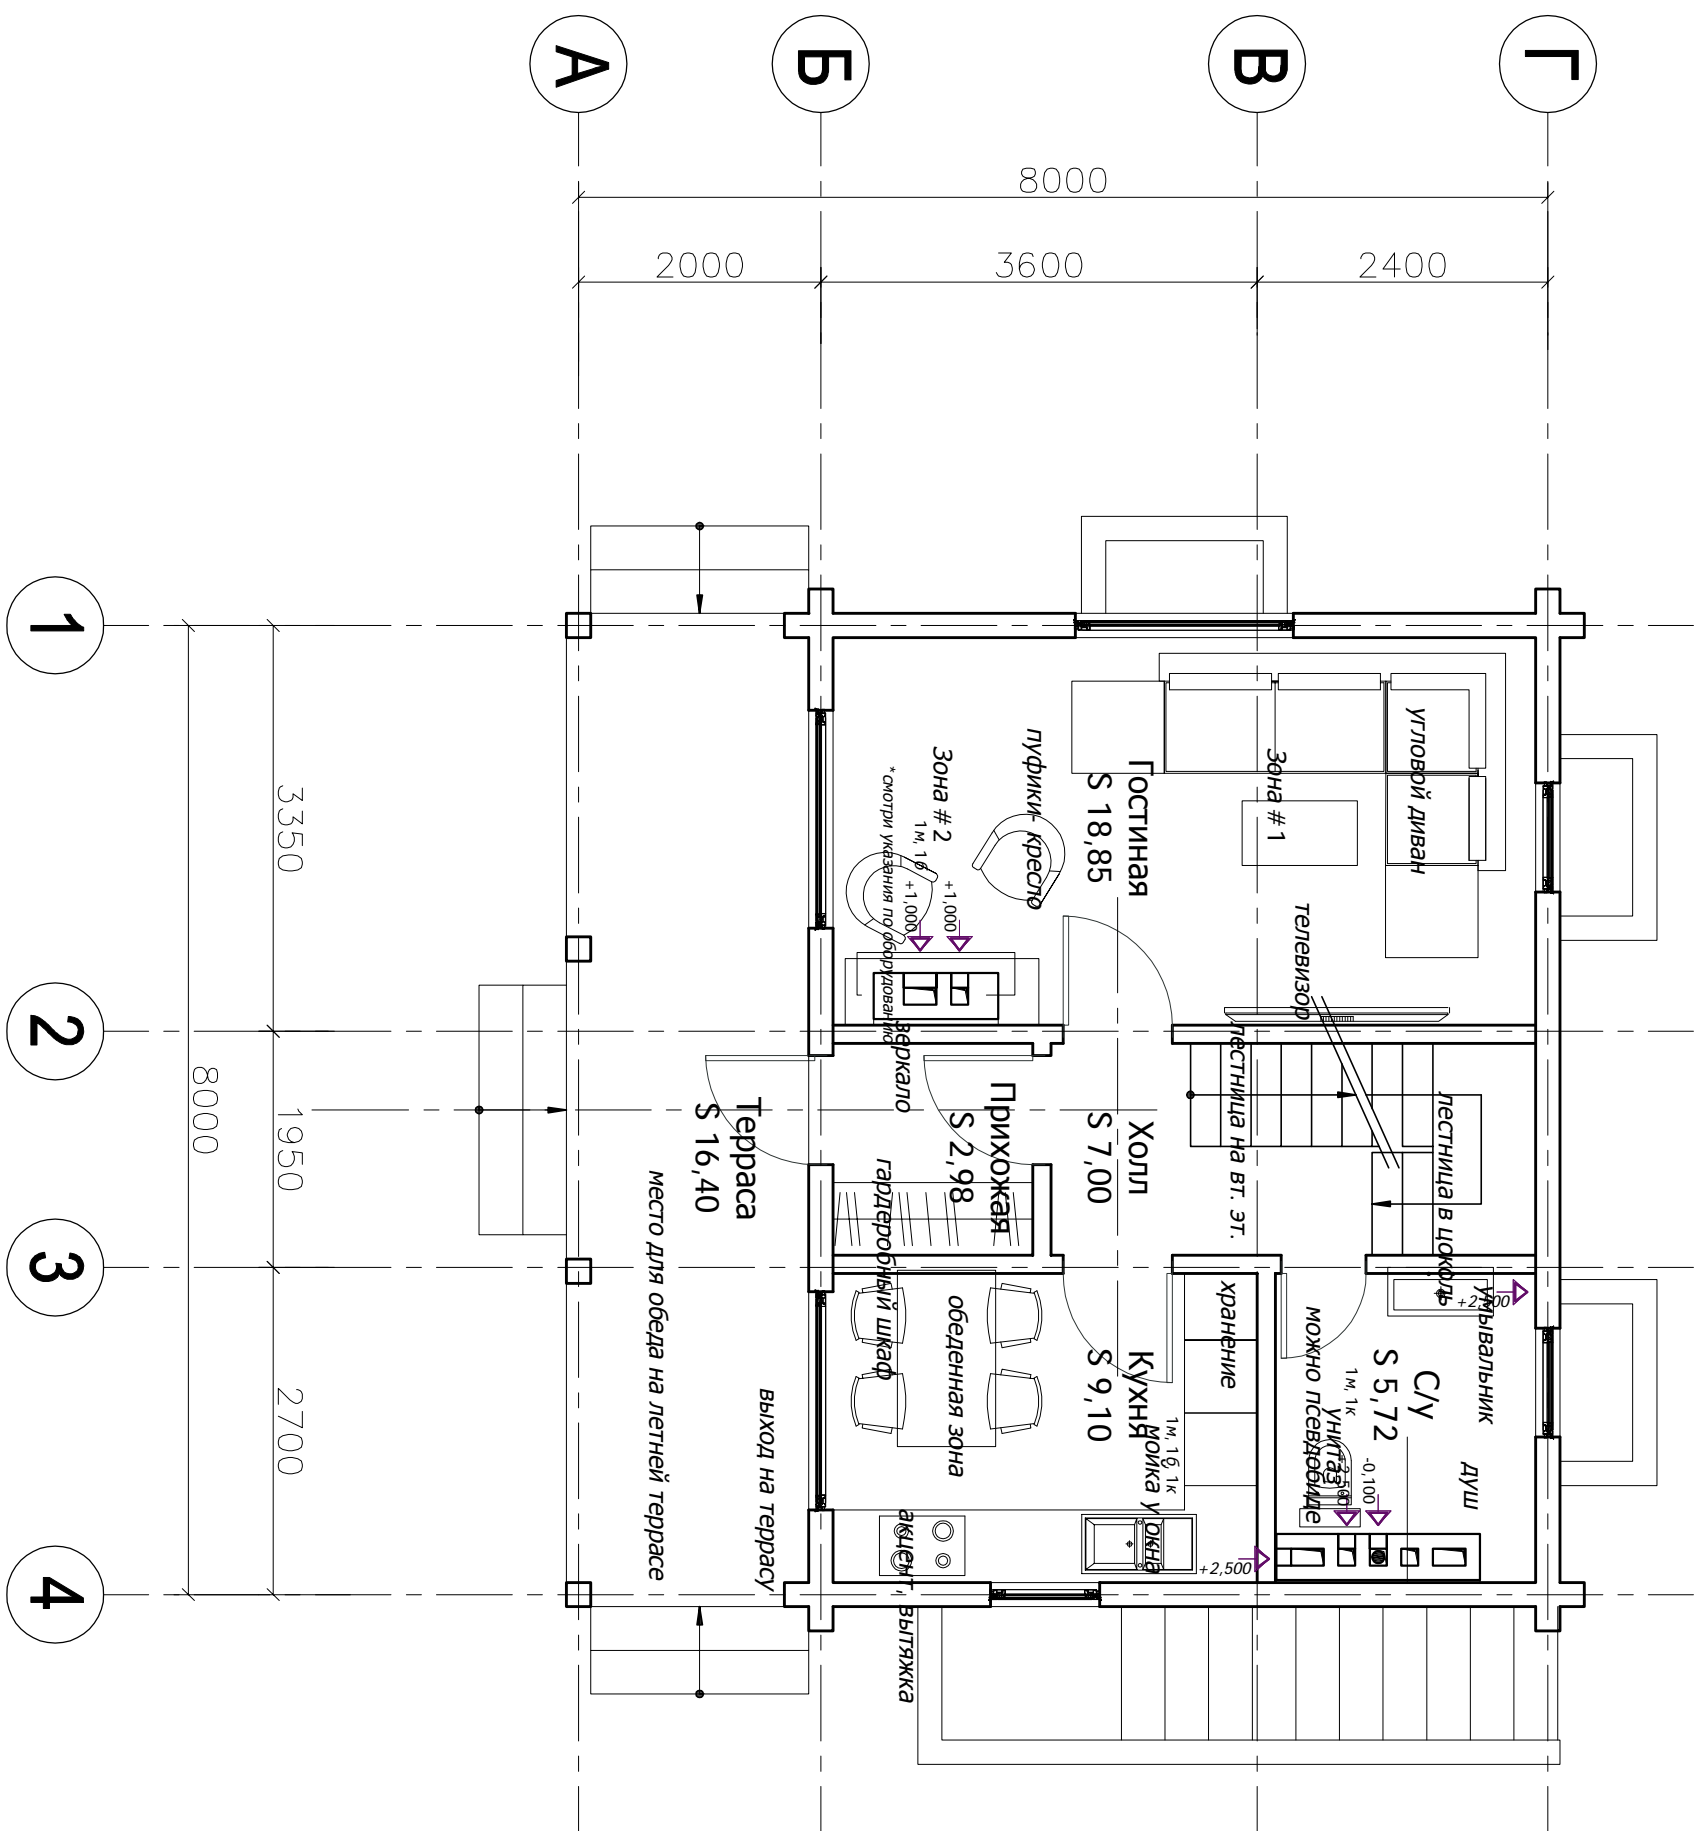 А
Б
В
Г
8000
2000
3600
2400
1
2
3
4
3350
1950
2700
8000
угловой диван
Зона # 1
телевизор
Гостиная
S 18,85
пуфики- кресло
Зона # 2
1м, 1б
*смотри указания по оборудованию
+1,000
+1,000
зеркало
лестница на вт. эт.
лестница в цоколь
Холл
S 7,00
Прихожая
S 2,98
гардеробный шкаф
Терраса
S 16,40
место для обеда на летней террасе
выход на террасу
хранение
Кухня
S 9,10
1м, 1б, 1к
мойка у окна
обеденная зона
акцент, вытяжка
+2,500
умывальник
+2,500
С/у
S 5,72
1м, 1к
унитаз
можно псевдобиде
+2,500
-0,100
душ